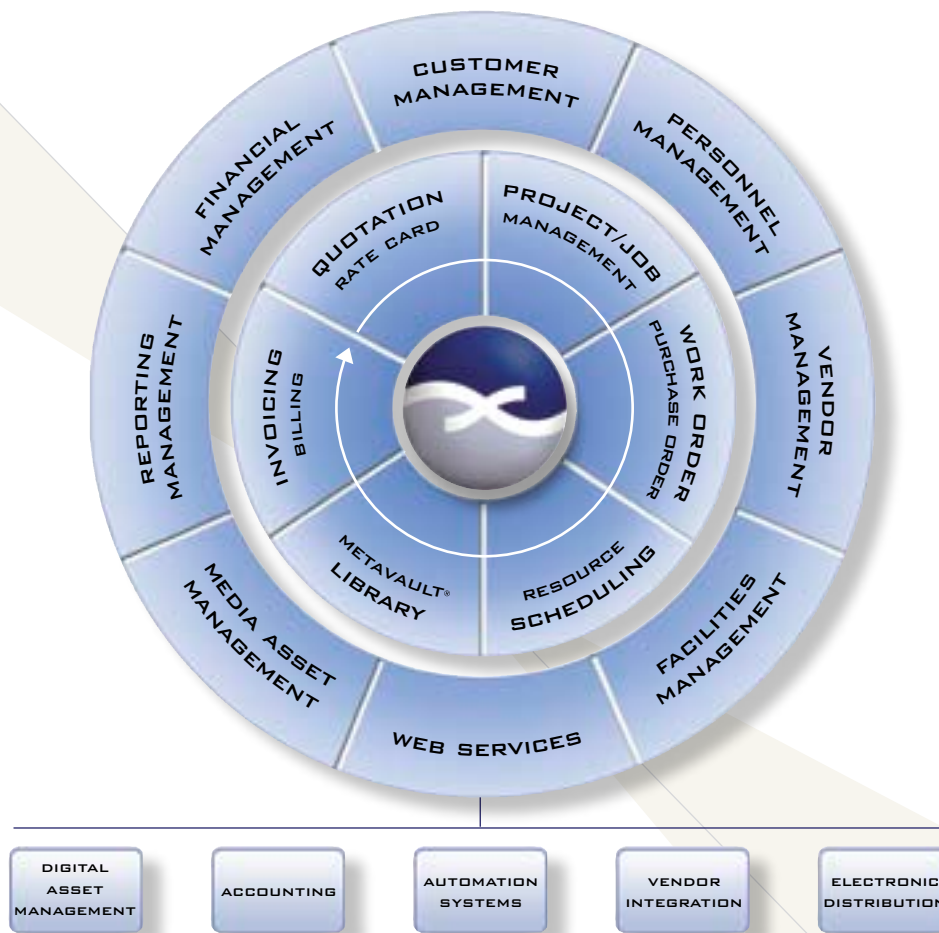 CUSTOMER
MANAGEMENT
PERSONNEL
MANAGEMENT
VENDOR
MANAGEMENT
FACILITIES
MANAGEMENT
WEB SERVICES
MEDIA ASSET
MANAGEMENT
REPORTING
MANAGEMENT
FINANCIAL
MANAGEMENT
QUOTATION
RATE CARD
PROJECT/JOB
MANAGEMENT
WORK ORDER
PURCHASE ORDER
RESOURCE
SCHEDULING
METAVAULT®
LIBRARY
INVOICING
BILLING
DIGITAL
ASSET
MANAGEMENT
ACCOUNTING
AUTOMATION
SYSTEMS
VENDOR
INTEGRATION
ELECTRONIC
DISTRIBUTION